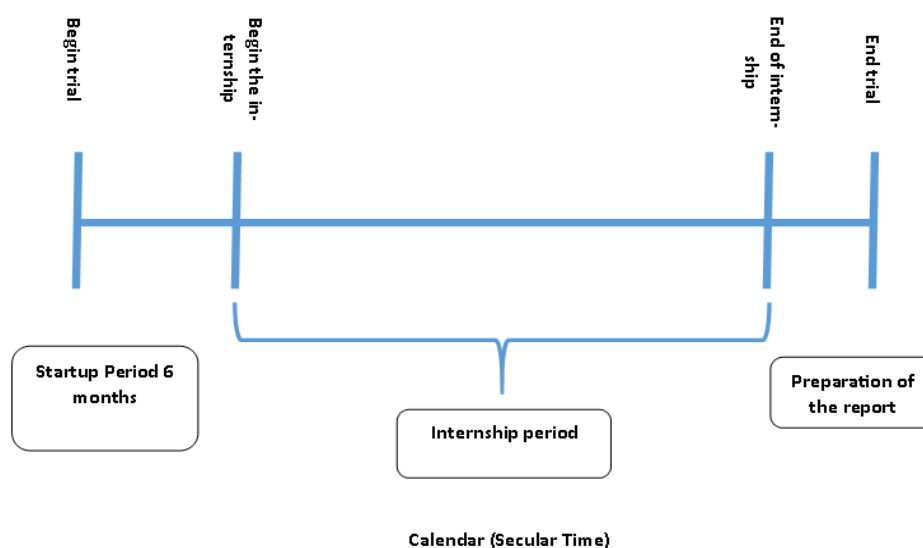 Begin trial
Begin the in-
ternship
End of intern-
ship
End trial
Startup Period 6
months
Preparation of
the report
Internship period
Calendar (Secular Time)